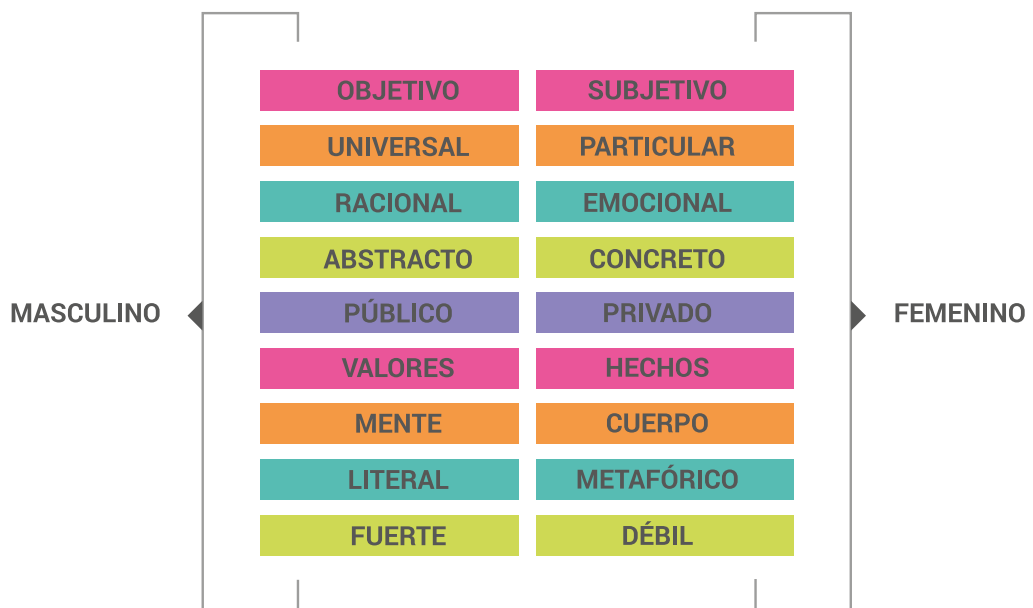 OBJETIVO SUBJETIVO
UNIVERSAL PARTICULAR
RACIONAL EMOCIONAL
ABSTRACTO CONCRETO
MASCULINO PÚBLICO PRIVADO FEMENINO
VALORES HECHOS
MENTE CUERPO
LITERAL METAFÓRICO
FUERTE DÉBIL